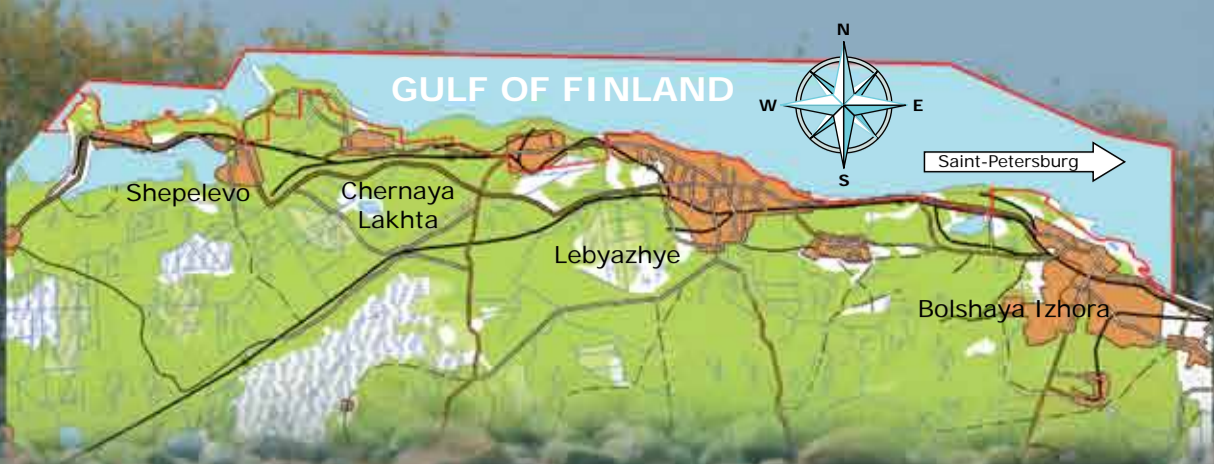 N
GULF OF FINLAND
W
E
S
Saint-Petersburg
Shepelevo
Chernaya
Lakhta
Lebyazhye
Bolshaya Izhora